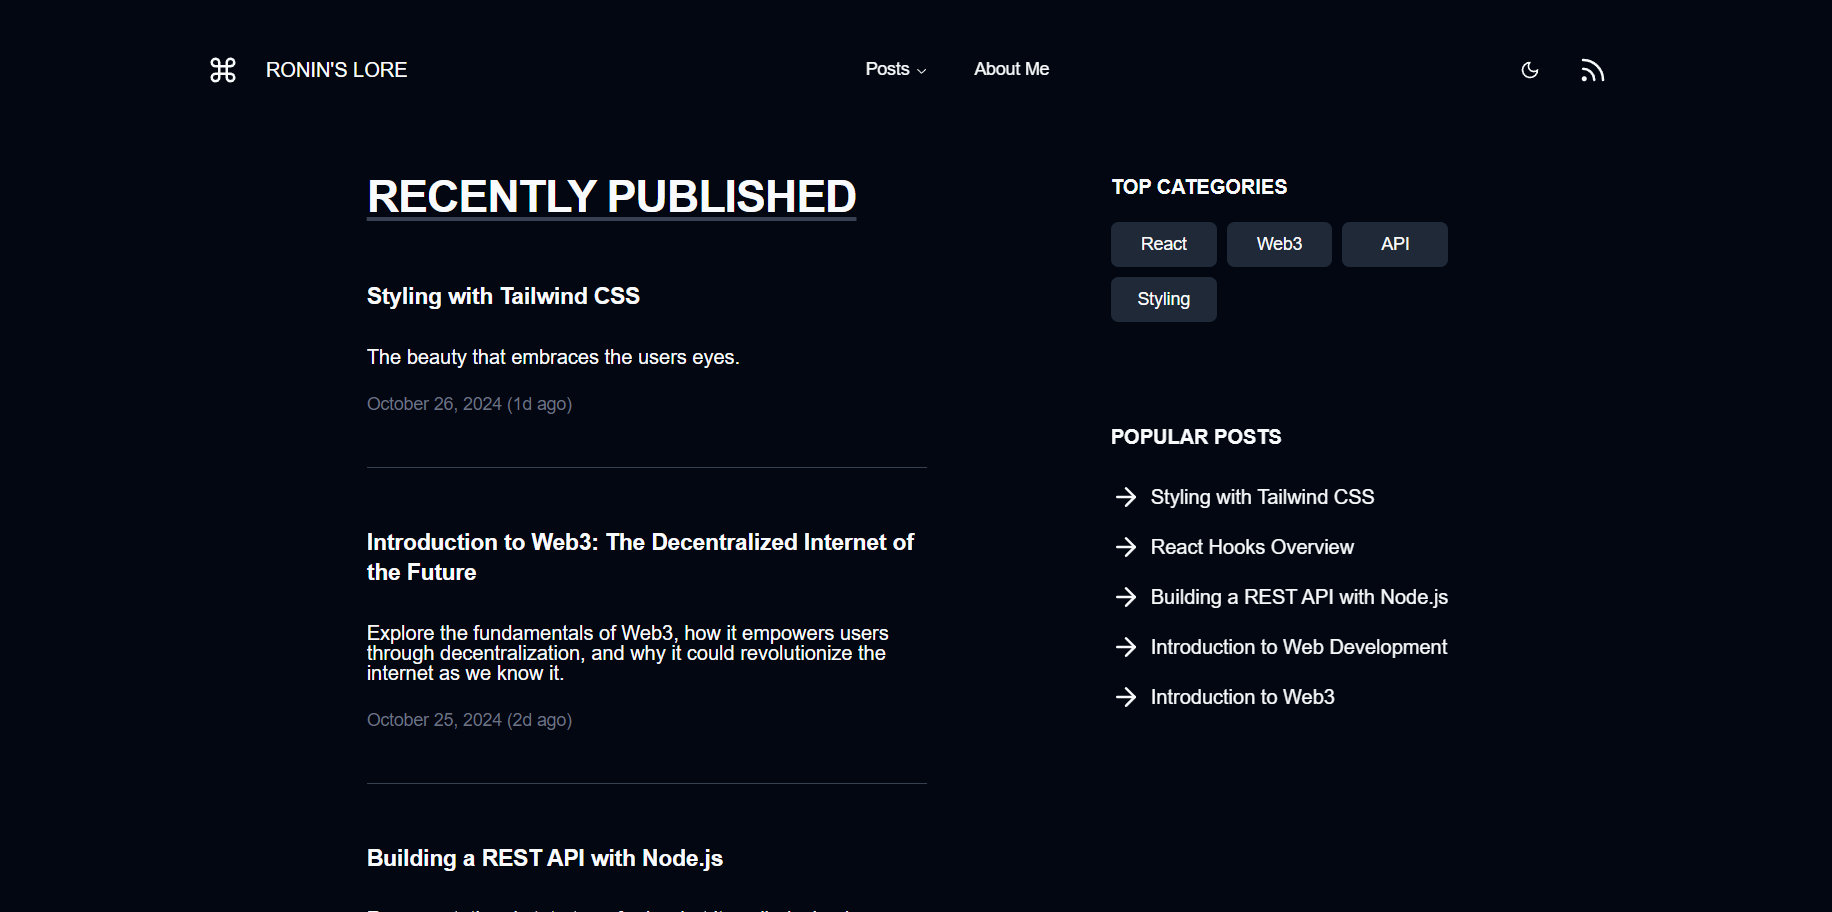 RONIN'S LORE
Posts
About Me
RECENTLY PUBLISHED
Styling with Tailwind CSS
The beauty that embraces the users eyes.
October 26, 2024 (1d ago)
Introduction to Web3: The Decentralized Internet of
the Future
Explore the fundamentals of Web3, how it empowers users
through decentralization, and why it could revolutionize the
internet as we know it.
October 25, 2024 (2d ago)
Building a REST API with Node.js
TOP CATEGORIES
React
Web3
API
Styling
POPULAR POSTS
Styling with Tailwind CSS
React Hooks Overview
Building a REST API with Node.js
Introduction to Web Development
Introduction to Web3